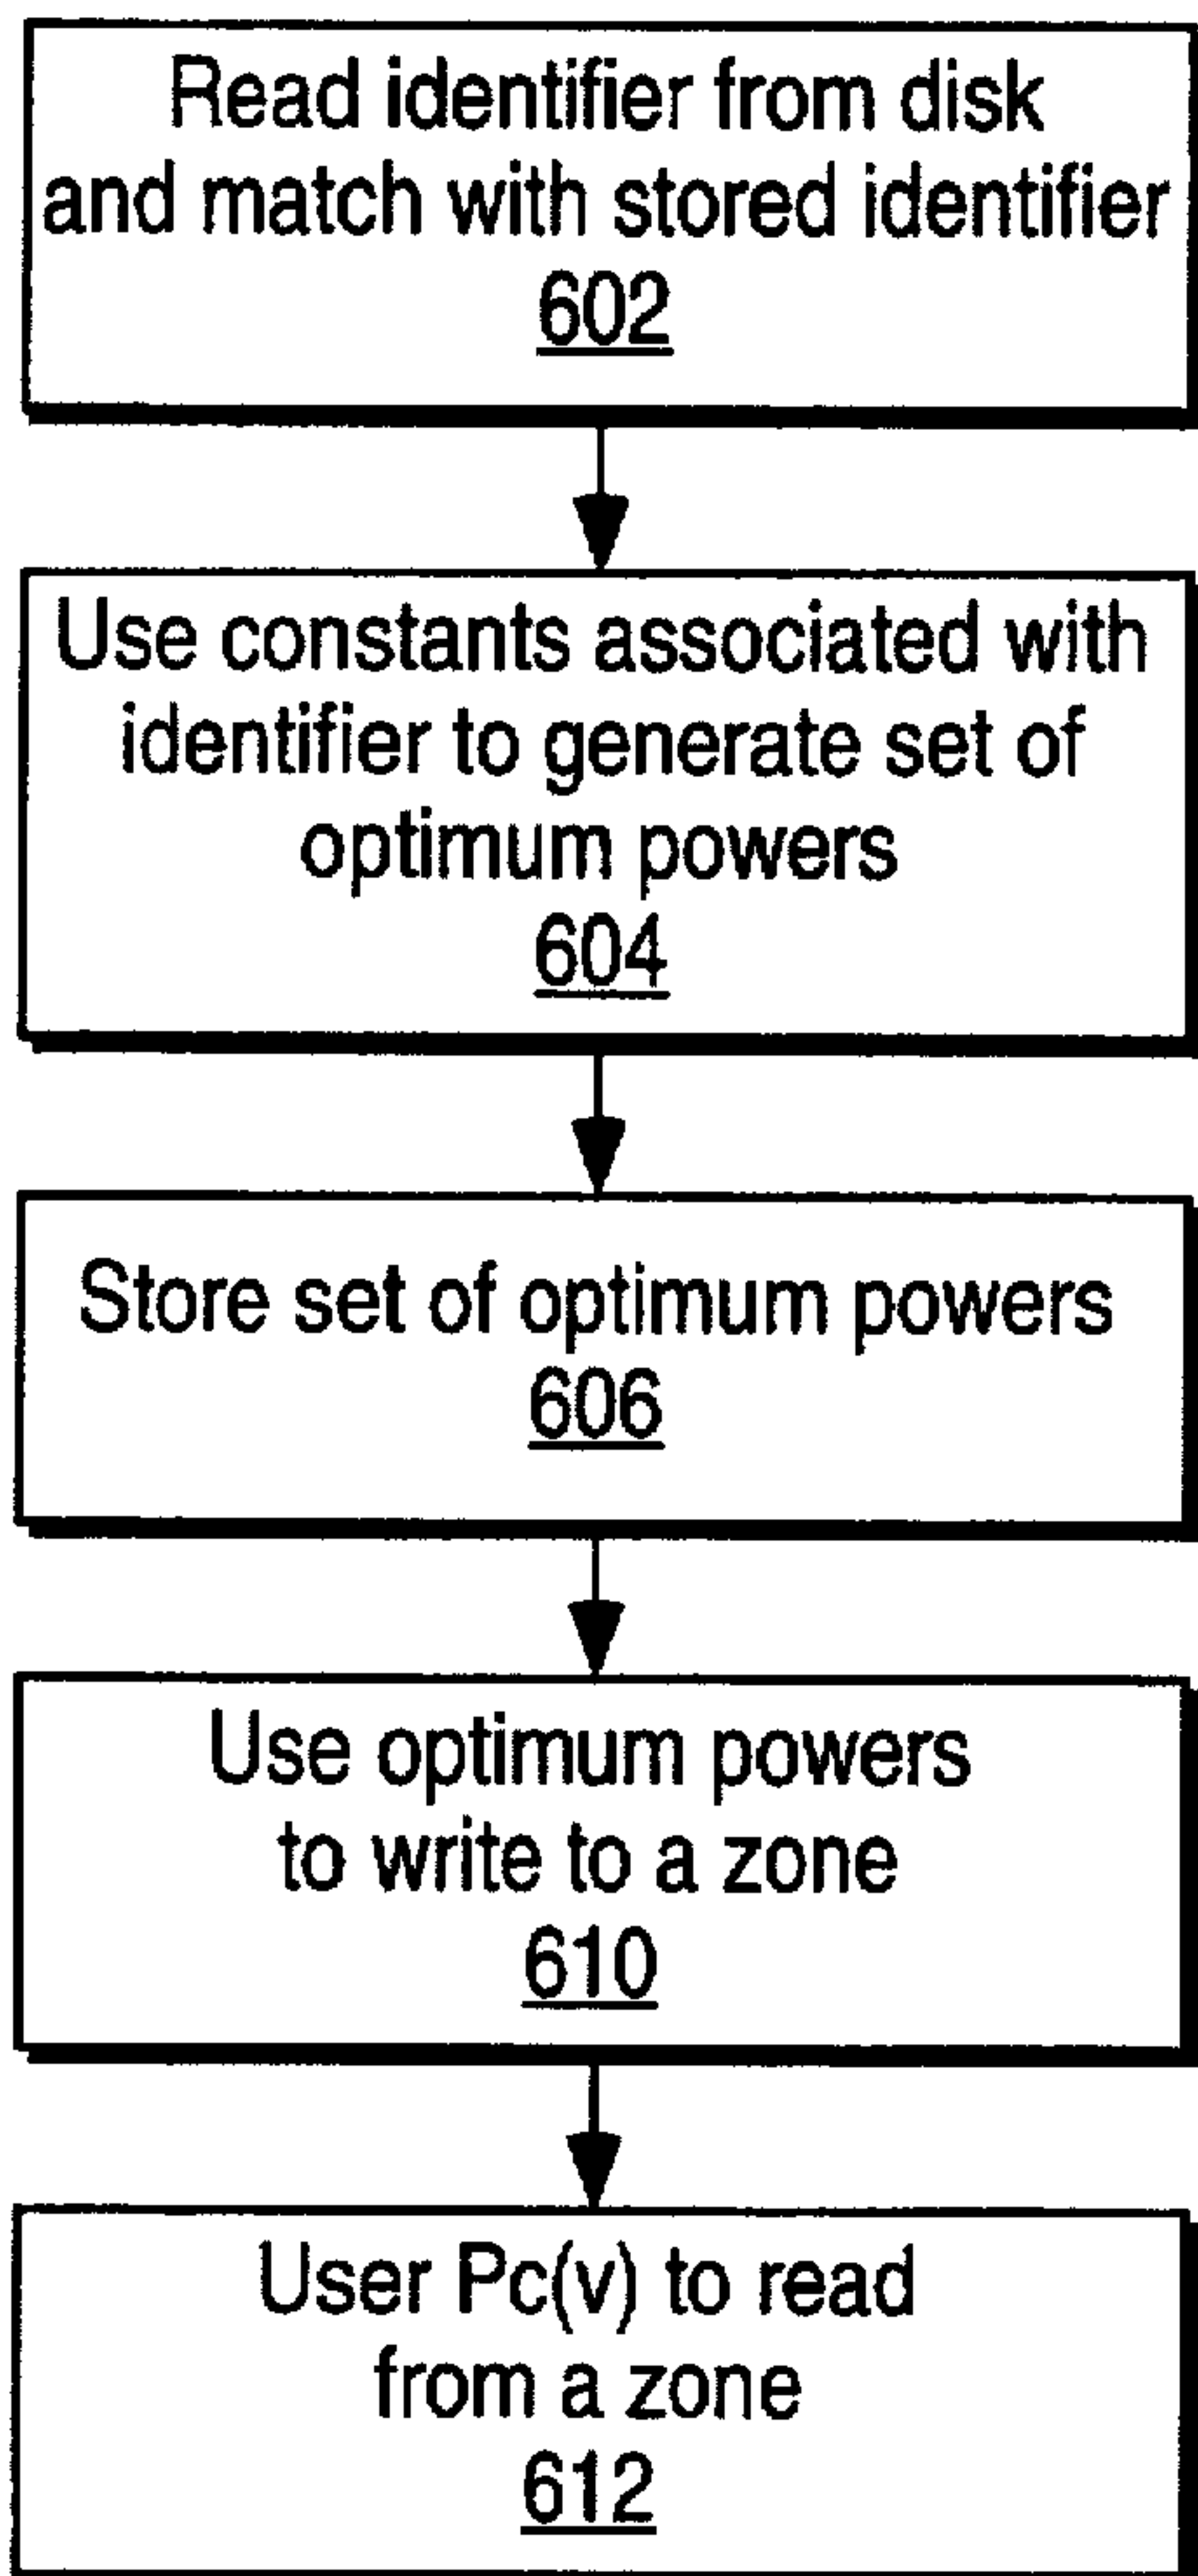 Read identifier from disk
and match with stored identifier
602
Use constants associated with
identifier to generate set of
optimum powers
604
Store set of optimum powers
606
Use optimum powers
to write to a zone
610
User Pc(v) to read
from a zone
612